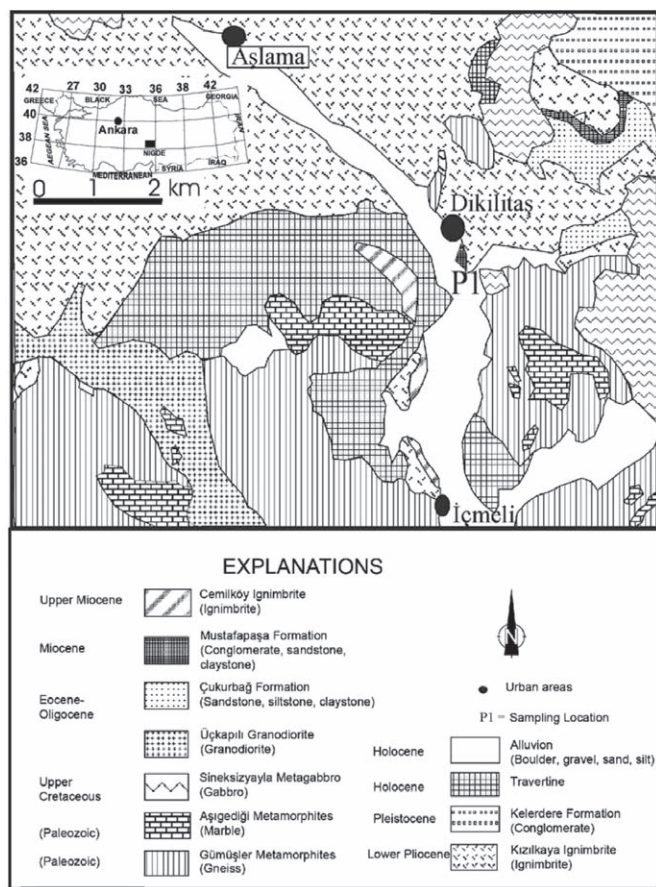 Aşlama
42 27 30 33 36 38 42
GREECE BLACK SEA GEORGIA
40
Ankara
AEGEAN SEA
IRAN
38
NIGDE
36
MEDITERRANEAN SYRIA IRAQ
0 1 2 km
Dikilitaş
P1
İçmeli
EXPLANATIONS
Upper Miocene
Cemilköy Ignimbrite
(Ignimbrite)
Miocene
Mustafapaşa Formation
(Conglomerate, sandstone,
claystone)
Eocene-
Oligocene
Çukurbağ Formation
(Sandstone, siltstone, claystone)
Üçkapılı Granodiorite
(Granodiorite)
Upper
Cretaceous
Sineksizyayla Metagabbro
(Gabbro)
(Paleozoic)
Aşıgediği Metamorphites
(Marble)
(Paleozoic)
Gümüşler Metamorphites
(Gneiss)
N
Urban areas
P1 = Sampling Location
Holocene
Alluvion
(Boulder, gravel, sand, silt)
Holocene
Travertine
Pleistocene
Kelerdere Formation
(Conglomerate)
Lower Pliocene
Kızılkaya Ignimbrite
(Ignimbrite)